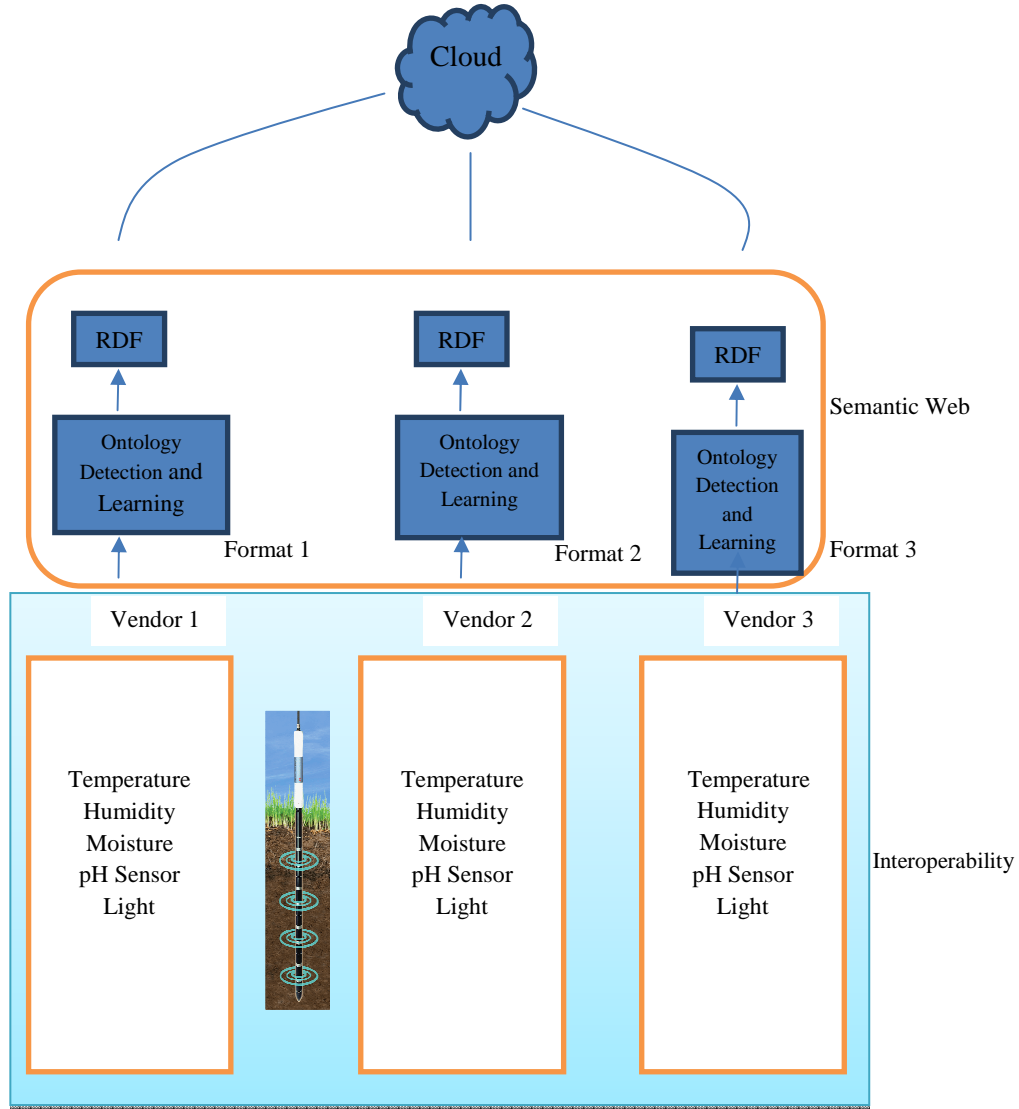 Cloud
RDF
RDF
RDF
Semantic Web
Ontology
Detection and
Learning
Format 1
Ontology
Detection and
Learning
Format 2
Ontology
Detection
and
Learning
Format 3
Vendor 1
Vendor 2
Vendor 3
Temperature
Humidity
Moisture
pH Sensor
Light
Temperature
Humidity
Moisture
pH Sensor
Light
Temperature
Humidity
Moisture
pH Sensor
Light
Interoperability